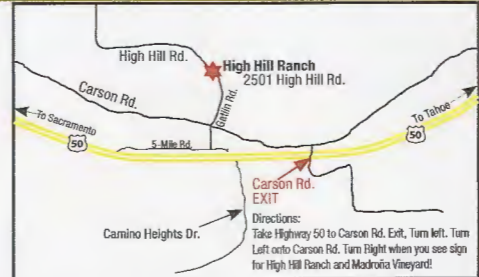 High Hill Rd.
High Hill Ranch
2501 High Hill Rd.
Carson Rd.
Gatlin Rd.
To Sacramento
To Tahoe
50
50
5-Mile Rd.
Carson Rd.
EXIT
Camino Heights Dr.
Directions:
Take Highway 50 to Carson Rd. Exit, Turn left. Turn
Left onto Carson Rd. Turn Right when you see sign
for High Hill Ranch and Madroña Vineyard!